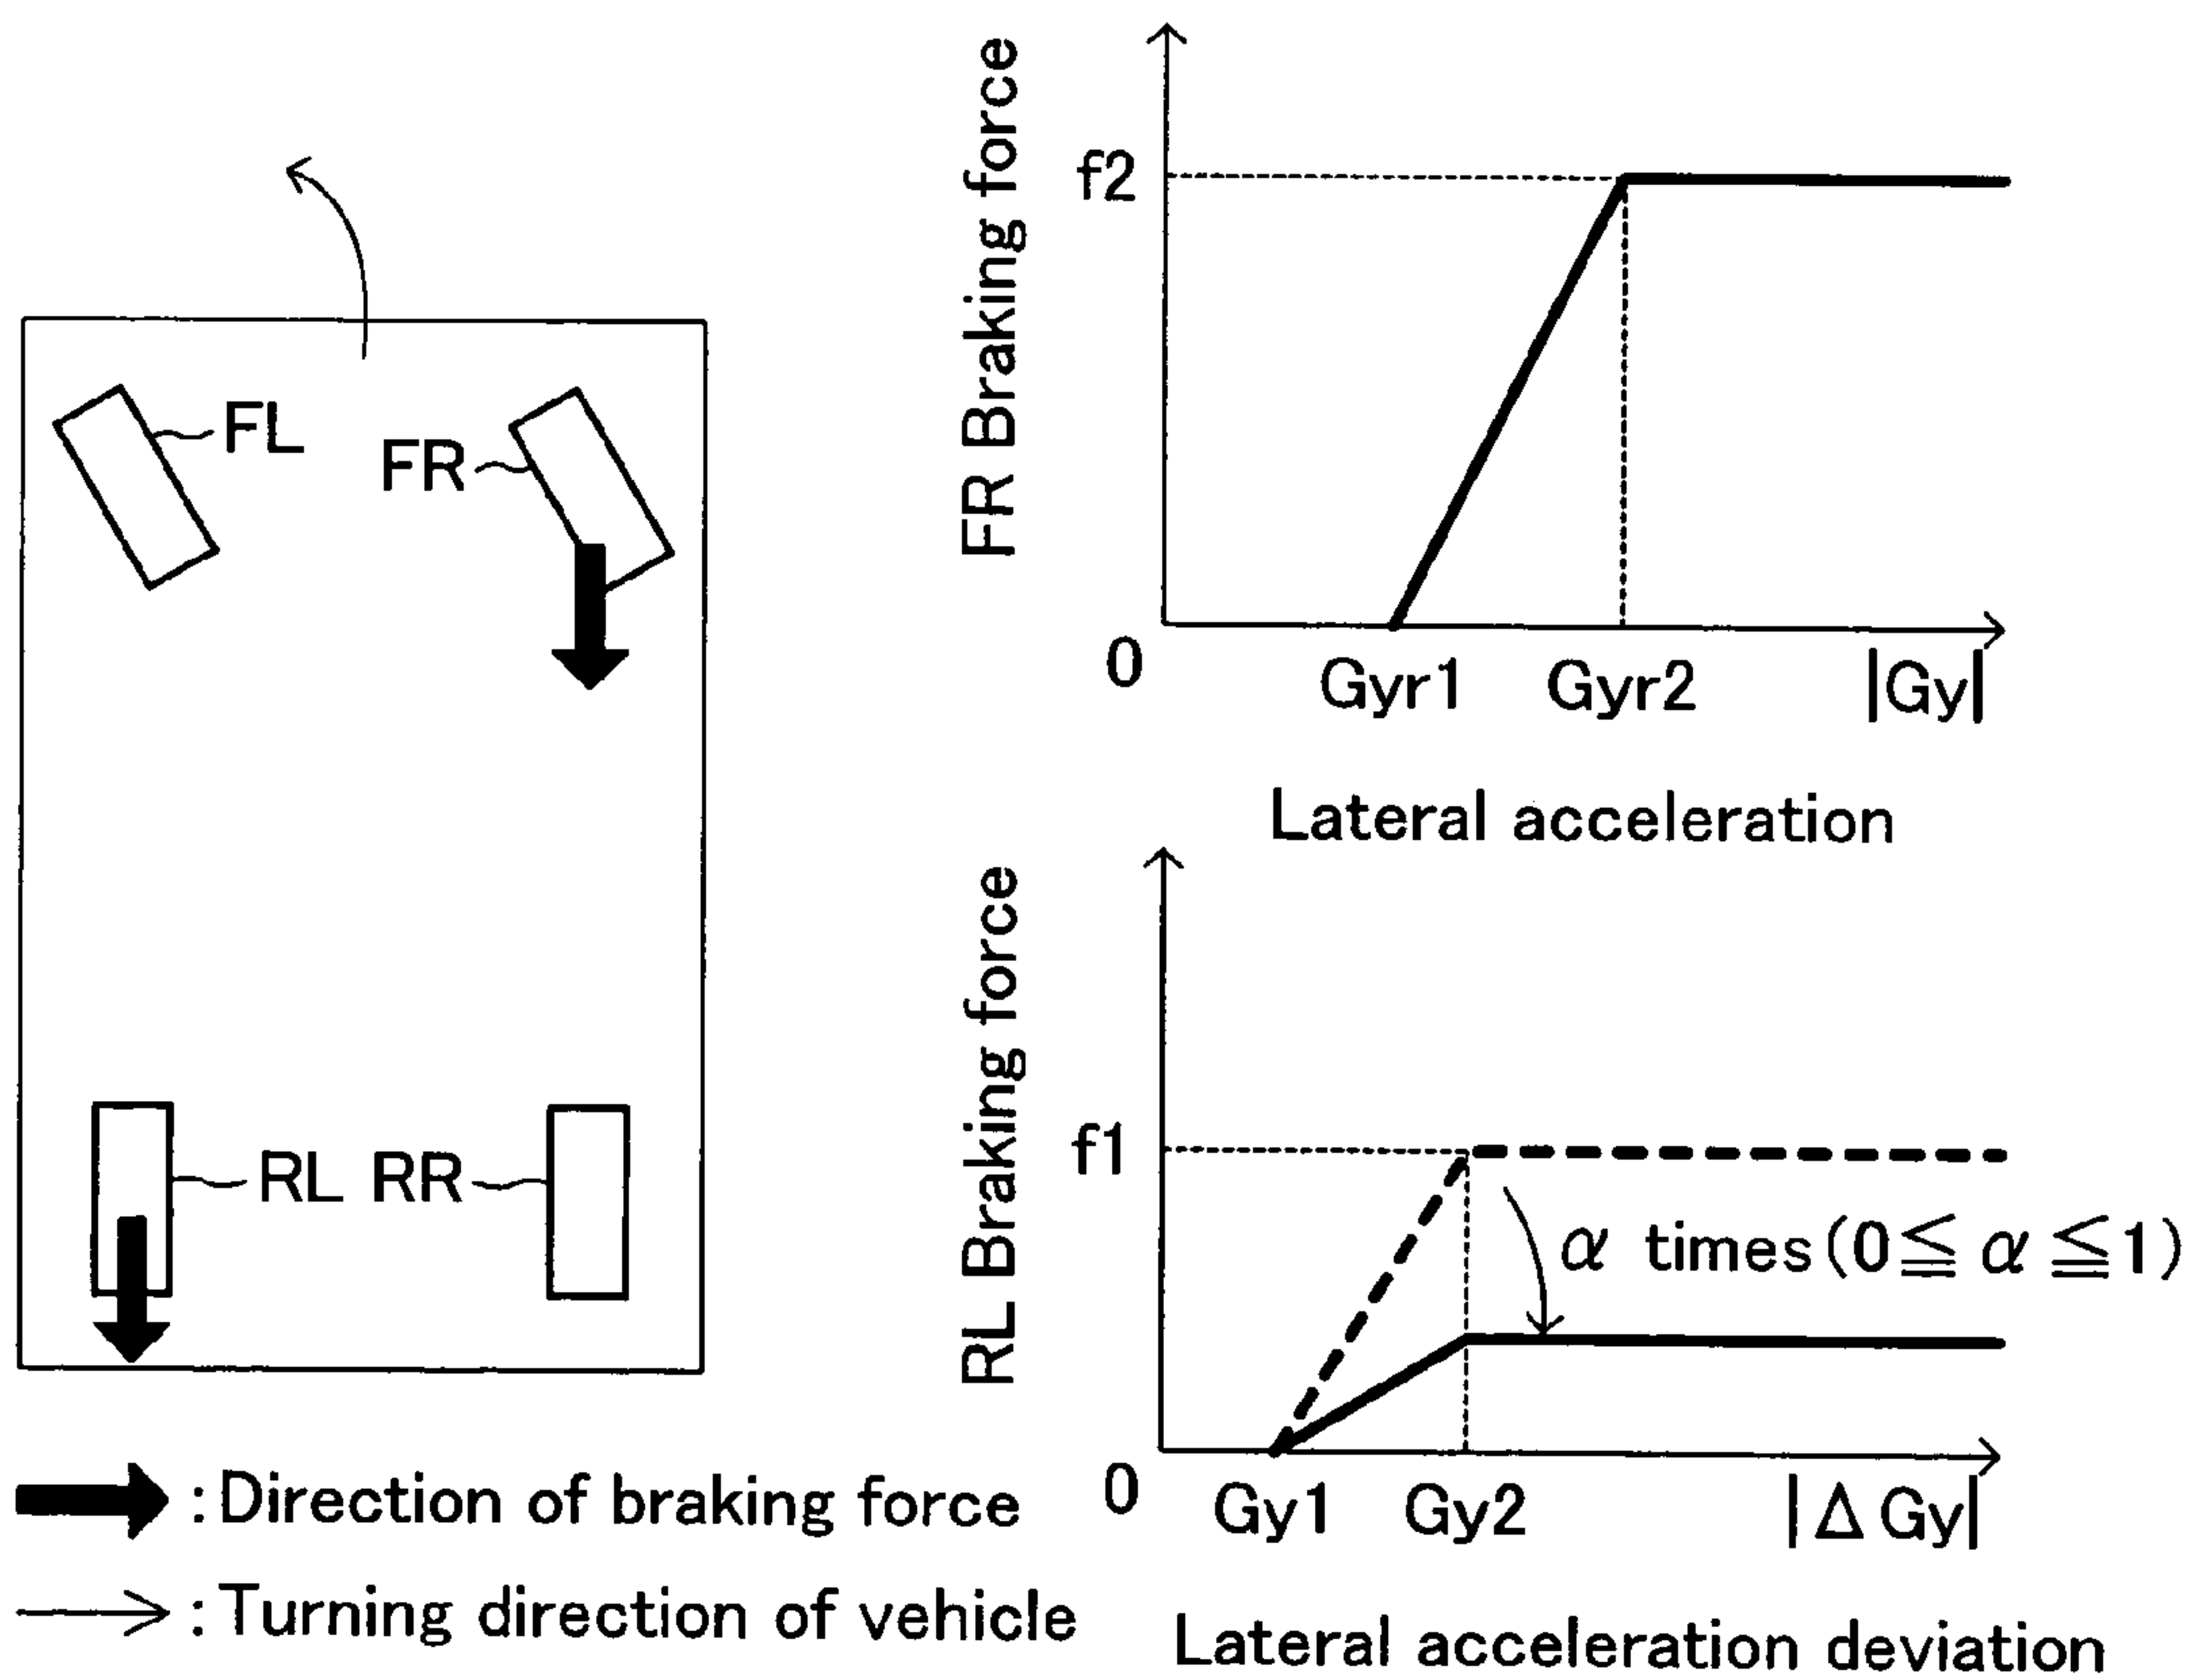 FL
FR
RL
RR
:Direction of braking force
:Turning direction of vehicle
FR Braking force
f2
0
Gyr1
Gyr2
|Gy|
Lateral acceleration
RL Braking force
f1
α times(0≦ α ≦1)
0
Gy1
Gy2
|Δ Gy|
Lateral acceleration deviation